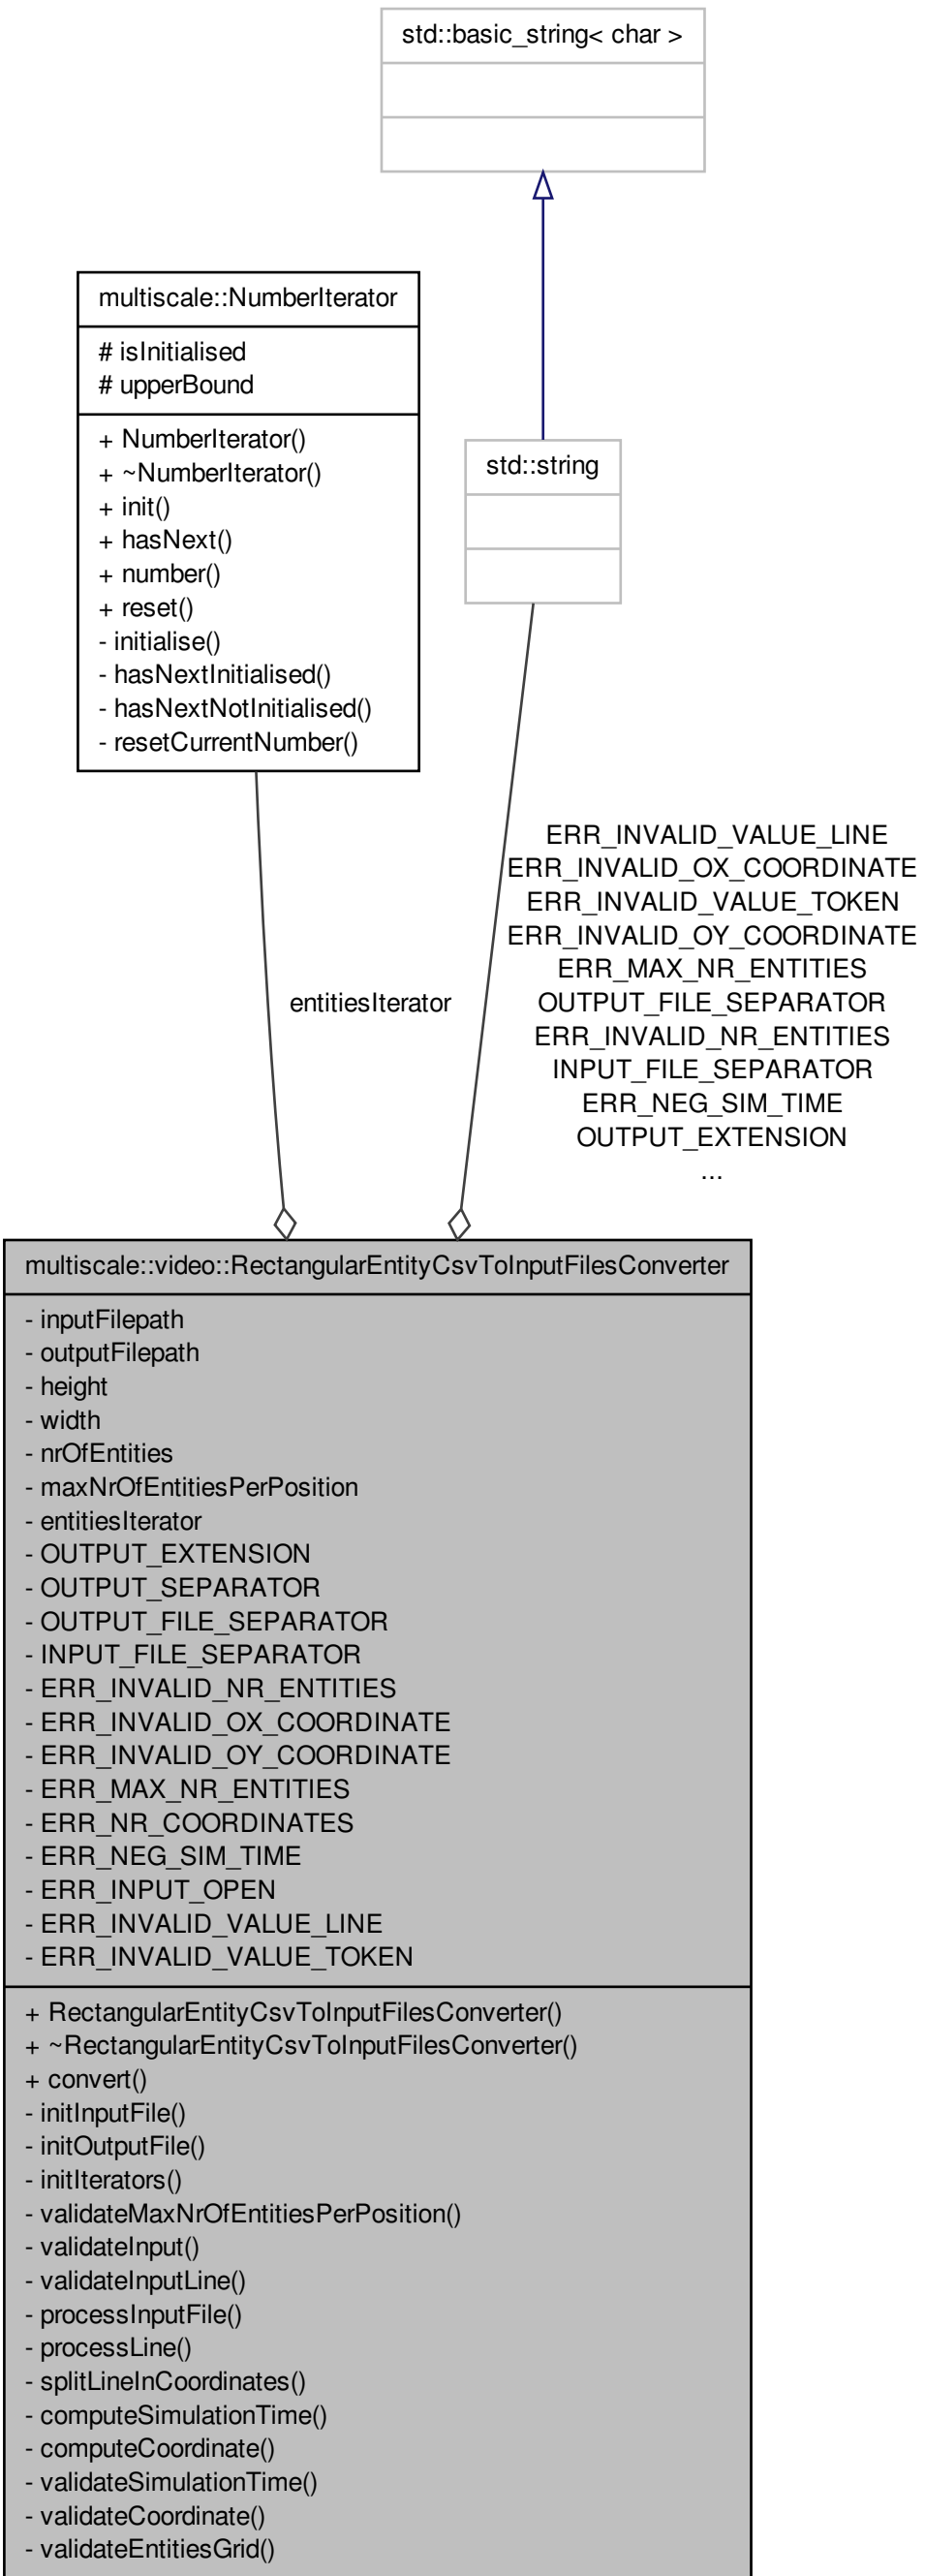 std::basic_string< char >
multiscale::NumberIterator
# isInitialised
# upperBound
+ NumberIterator()
+ ~NumberIterator()
+ init()
+ hasNext()
+ number()
+ reset()
- initialise()
- hasNextInitialised()
- hasNextNotInitialised()
- resetCurrentNumber()
std::string
ERR_INVALID_VALUE_LINE
ERR_INVALID_OX_COORDINATE
ERR_INVALID_VALUE_TOKEN
ERR_INVALID_OY_COORDINATE
ERR_MAX_NR_ENTITIES
OUTPUT_FILE_SEPARATOR
ERR_INVALID_NR_ENTITIES
INPUT_FILE_SEPARATOR
ERR_NEG_SIM_TIME
OUTPUT_EXTENSION
...
entitiesIterator
multiscale::video::RectangularEntityCsvToInputFilesConverter
- inputFilepath
- outputFilepath
- height
- width
- nrOfEntities
- maxNrOfEntitiesPerPosition
- entitiesIterator
- OUTPUT_EXTENSION
- OUTPUT_SEPARATOR
- OUTPUT_FILE_SEPARATOR
- INPUT_FILE_SEPARATOR
- ERR_INVALID_NR_ENTITIES
- ERR_INVALID_OX_COORDINATE
- ERR_INVALID_OY_COORDINATE
- ERR_MAX_NR_ENTITIES
- ERR_NR_COORDINATES
- ERR_NEG_SIM_TIME
- ERR_INPUT_OPEN
- ERR_INVALID_VALUE_LINE
- ERR_INVALID_VALUE_TOKEN
+ RectangularEntityCsvToInputFilesConverter()
+ ~RectangularEntityCsvToInputFilesConverter()
+ convert()
- initInputFile()
- initOutputFile()
- initIterators()
- validateMaxNrOfEntitiesPerPosition()
- validateInput()
- validateInputLine()
- processInputFile()
- processLine()
- splitLineInCoordinates()
- computeSimulationTime()
- computeCoordinate()
- validateSimulationTime()
- validateCoordinate()
- validateEntitiesGrid()